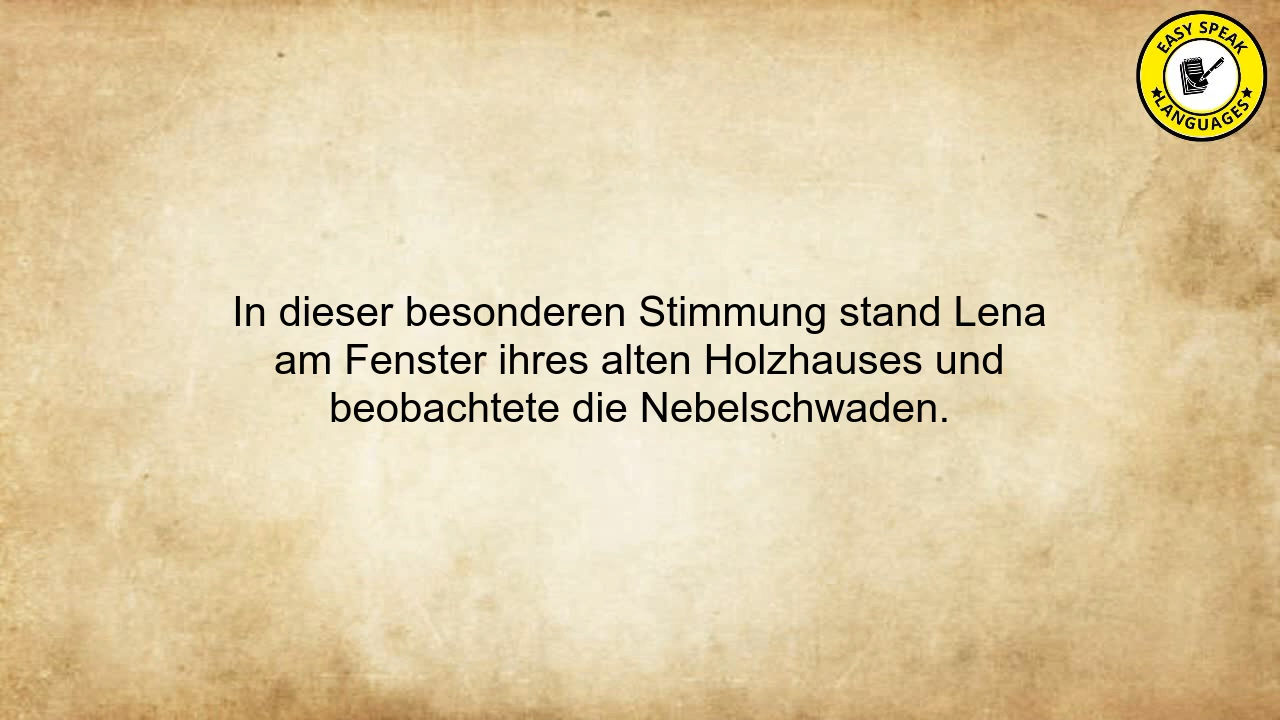 EASY SPEAK
LANGUAGES
In dieser besonderen Stimmung stand Lena
am Fenster ihres alten Holzhauses und
beobachtete die Nebelschwaden.